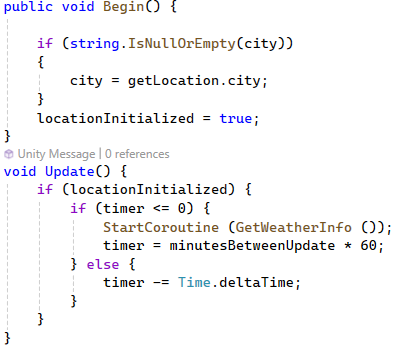 public void Begin() {
if (string.IsNullOrEmpty(city))
{
city = getLocation.city;
}
locationInitialized = true;
}
Unity Message | 0 references
void Update() {
if (locationInitialized) {
if (timer <= 0) {
StartCoroutine (GetWeatherInfo ());
timer = minutesBetweenUpdate * 60;
} else {
timer -= Time.deltaTime;
}
}
}